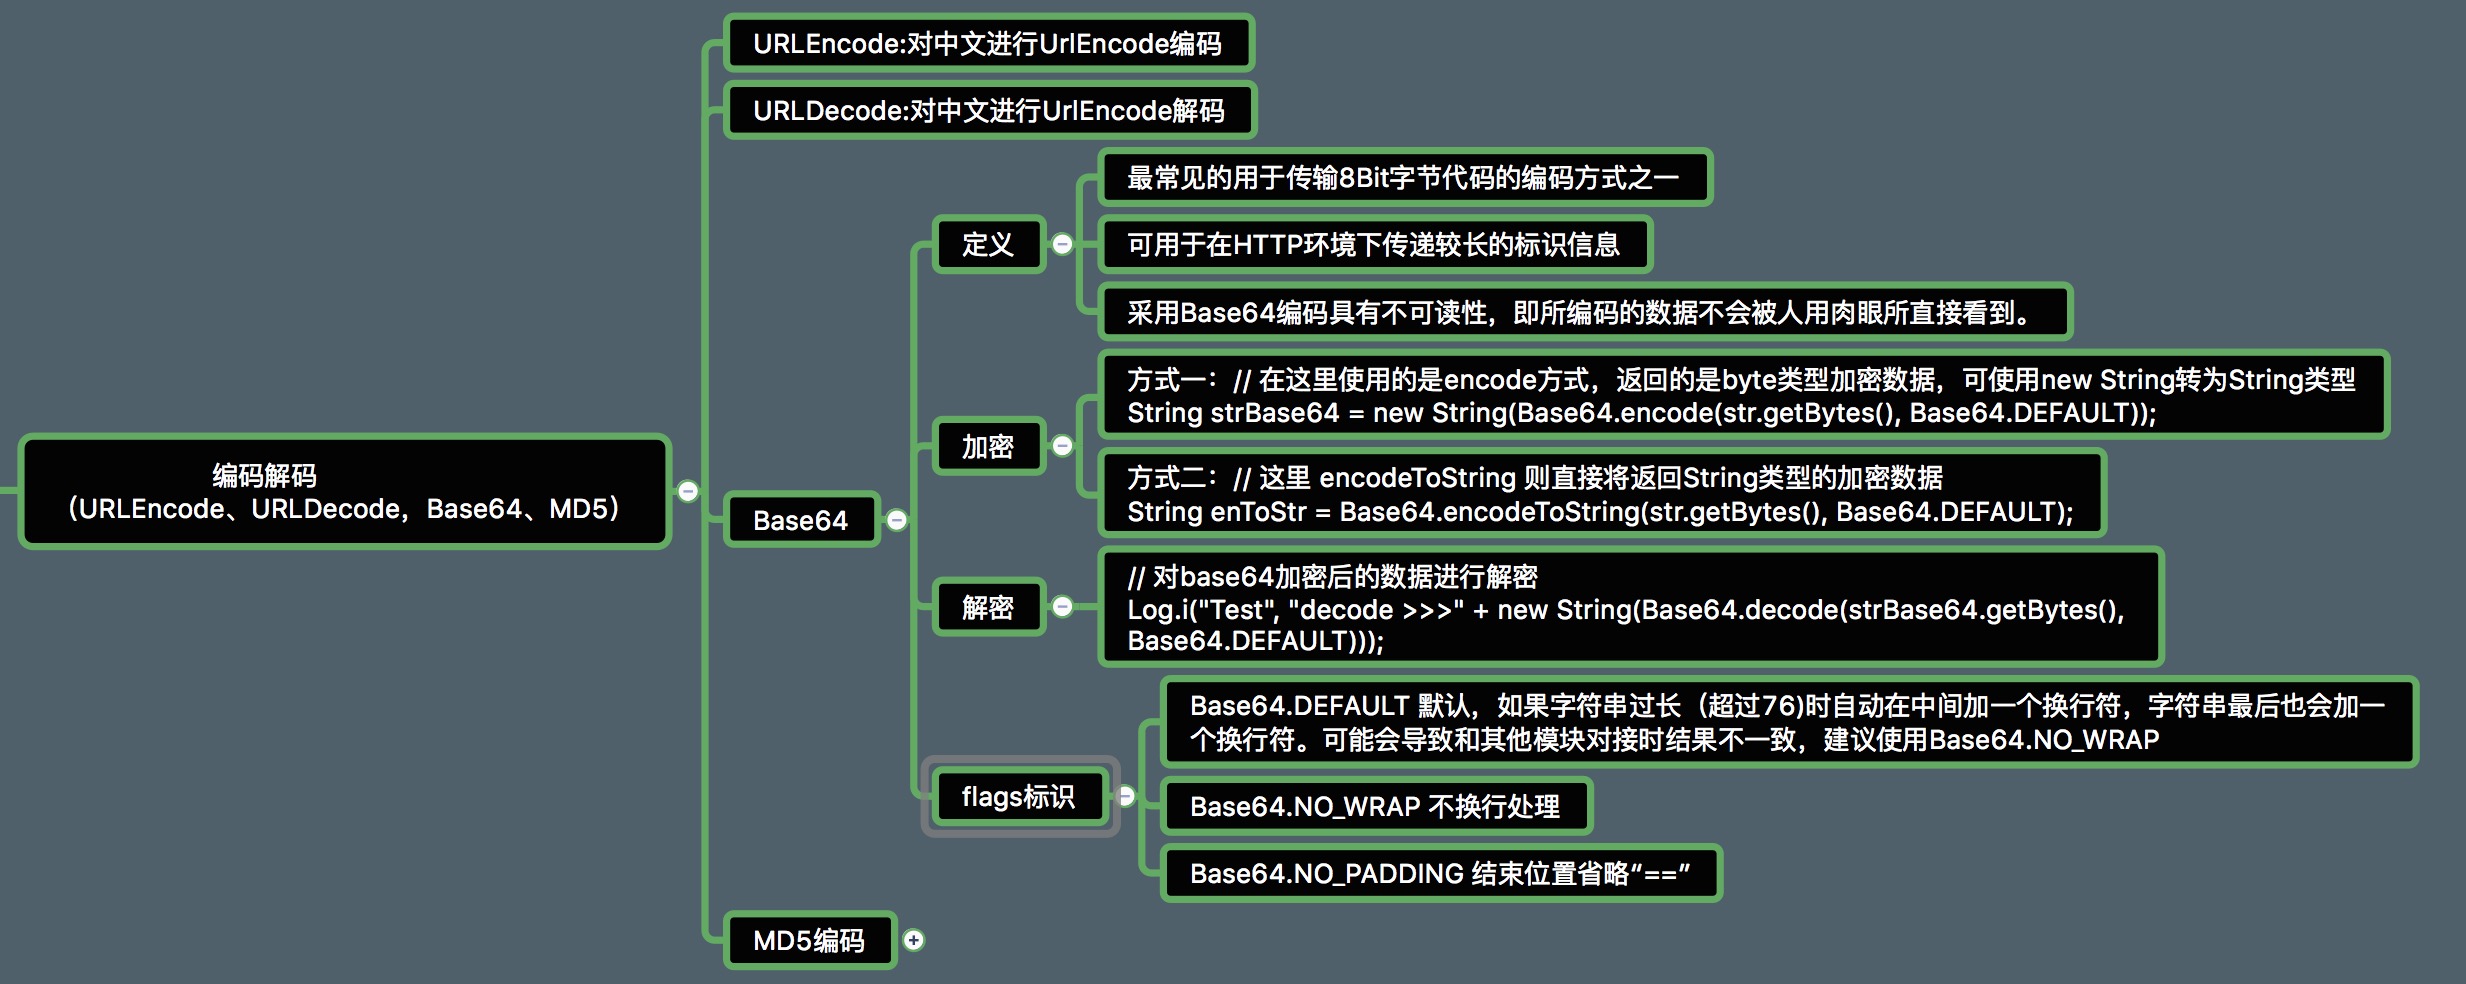 URLEncode:对中文进行UrlEncode编码
URLDecode:对中文进行UrlEncode解码
最常见的用于传输8Bit字节代码的编码方式之一
定义
可用于在HTTP环境下传递较长的标识信息
采用Base64编码具有不可读性，即所编码的数据不会被人用肉眼所直接看到。
方式一：// 在这里使用的是encode方式，返回的是byte类型加密数据，可使用new String转为String类型
String strBase64 = new String(Base64.encode(str.getBytes(), Base64.DEFAULT));
加密
方式二：// 这里 encodeToString 则直接将返回String类型的加密数据
String enToStr = Base64.encodeToString(str.getBytes(), Base64.DEFAULT);
编码解码
（URLEncode、URLDecode，Base64、MD5）
Base64
// 对base64加密后的数据进行解密
Log.i("Test", "decode >>>" + new String(Base64.decode(strBase64.getBytes(),
Base64.DEFAULT)));
解密
Base64.DEFAULT 默认，如果字符串过长（超过76)时自动在中间加一个换行符，字符串最后也会加一
个换行符。可能会导致和其他模块对接时结果不一致，建议使用Base64.NO_WRAP
flags标识
Base64.NO_WRAP 不换行处理
Base64.NO_PADDING 结束位置省略“==”
MD5编码